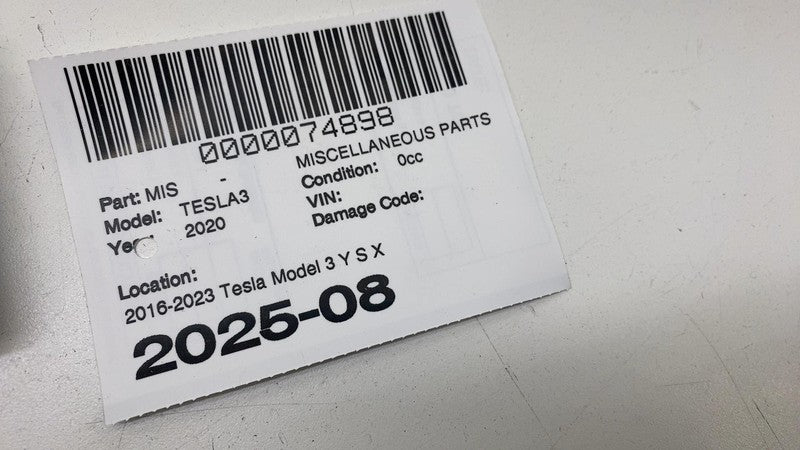 0000074898
Part: MIS - MISCELLANEOUS PARTS
Model: TESLA3 Condition: 0cc
Year: 2020 VIN:
Damage Code:
Location:
2016-2023 Tesla Model 3 Y S X
2025-08